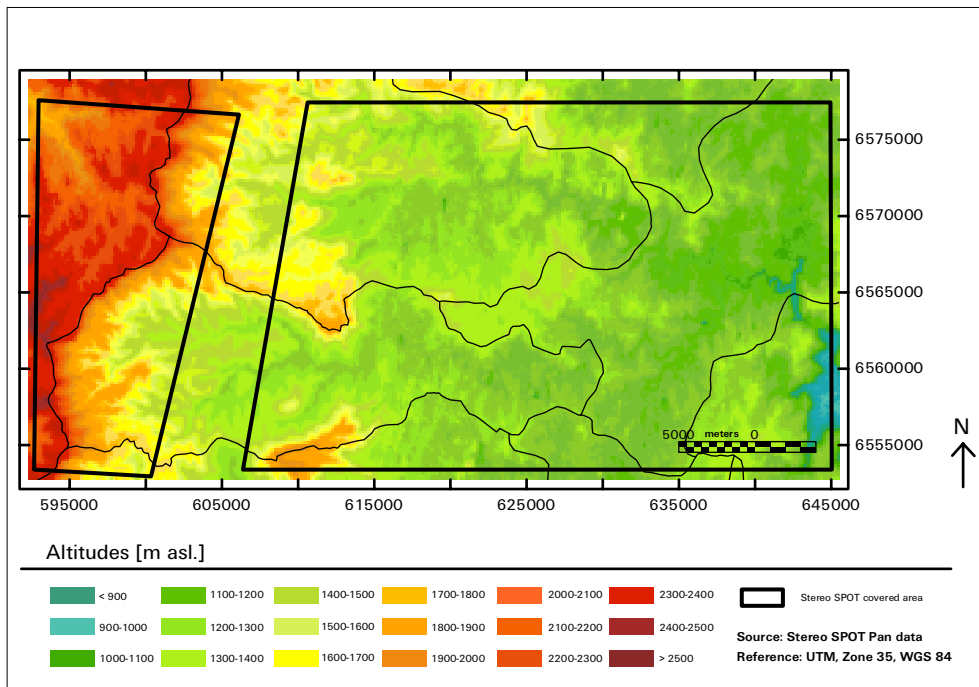 6575000
6570000
6565000
6560000
6555000
5000 meters 0
N
595000 605000 615000 625000 635000 645000
Altitudes [m asl.]
< 900 1100-1200 1400-1500 1700-1800 2000-2100 2300-2400 Stereo SPOT covered area
900-1000 1200-1300 1500-1600 1800-1900 2100-2200 2400-2500
1000-1100 1300-1400 1600-1700 1900-2000 2200-2300 > 2500
Source: Stereo SPOT Pan data
Reference: UTM, Zone 35, WGS 84